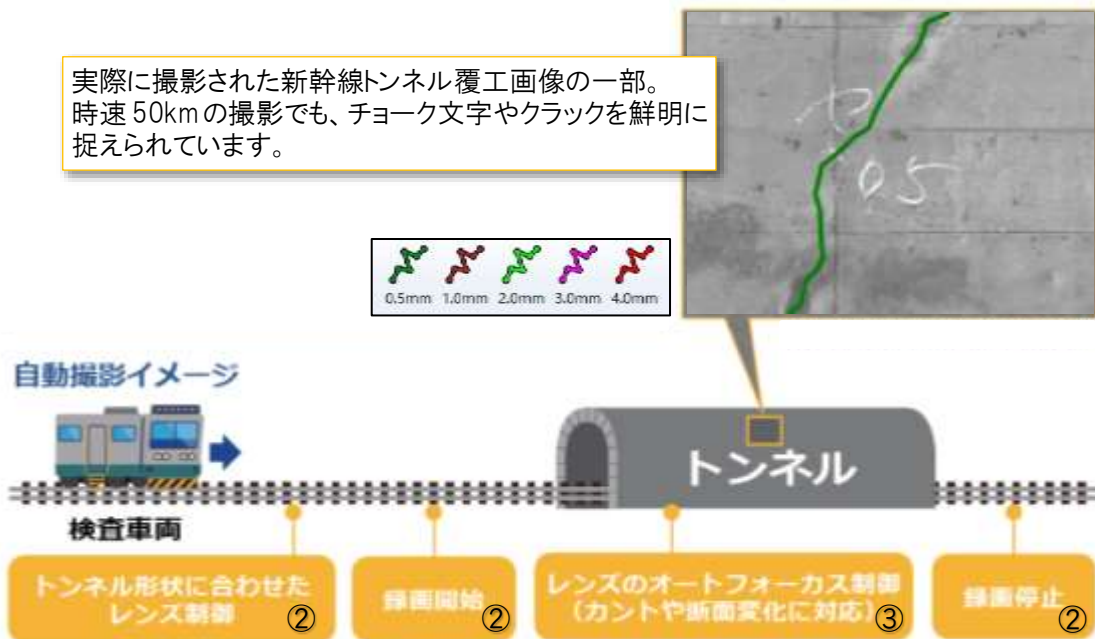 実際に撮影された新幹線トンネル覆工画像の一部。
時速50kmの撮影でも、チョーク文字やクラックを鮮明に
捉えられています。
05
0.5mm 1.0mm 2.0mm 3.0mm 4.0mm
自動撮影イメージ
トンネル
検査車両
トンネル形状に合わせた
レンズ制御 ②
録画開始 ②
レンズのオートフォーカス制御
(カントや断面変化に対応) ③
録画停止 ②